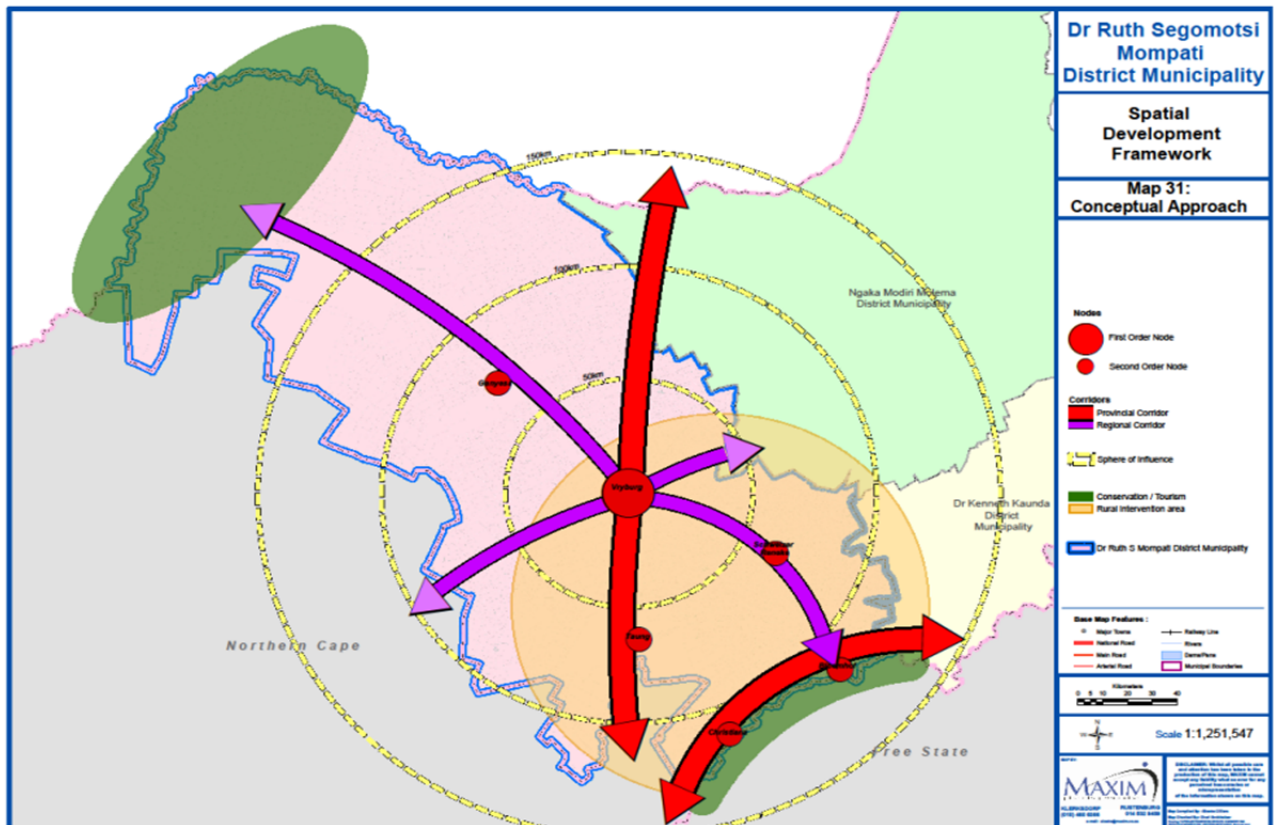 Dr Ruth Segomotsi
Mompati
District Municipality
Spatial
Development
Framework
Map 31:
Conceptual Approach
150km
100km
50km
Ngaka Modiri Molema
District Municipality
Dr Kenneth Kaunda
District
Municipality
Vryburg
Taung
Christiana
Northern Cape
Free State
Nodes
First Order Node
Second Order Node
Corridors
Provincial Corridor
Regional Corridor
Sphere of Influence
Conservation / Tourism
Rural intervention area
Dr Ruth S Mompati District Municipality
Base Map Features :
Major Towns
National Road
Main Road
Arterial Road
Railway Line
Rivers
Dams/Pans
Municipal Boundaries
Kilometers
0 5 10 20 30 40
N
W E
S
Scale 1:1,251,547
MAP BY:
MAXIM
KLERKSDORP
RUSTENBURG